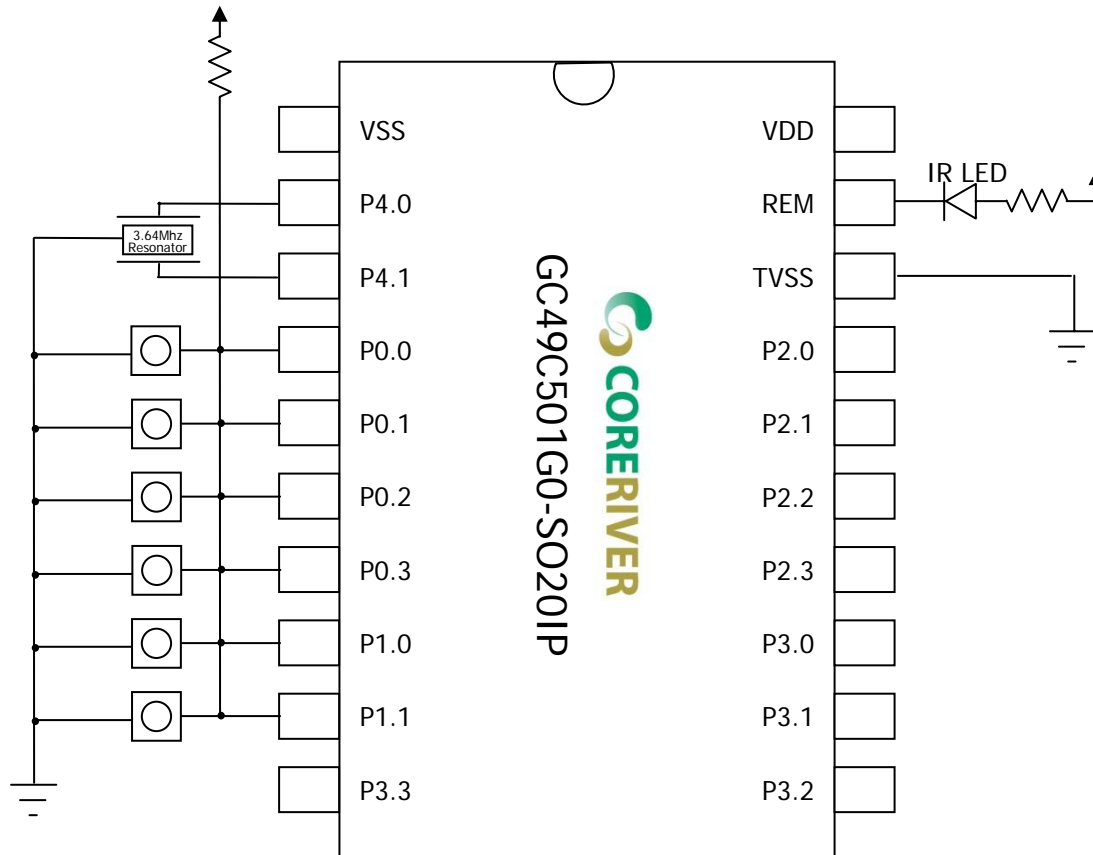 VSS
VDD
P4.0
IR LED
REM
3.64Mhz
Resonator
P4.1
TVSS
P0.0
P2.0
P0.1
P2.1
P0.2
P2.2
P0.3
P2.3
P1.0
P3.0
P1.1
P3.1
P3.3
P3.2
GC49C501G0-SO20IP
CORERIVER